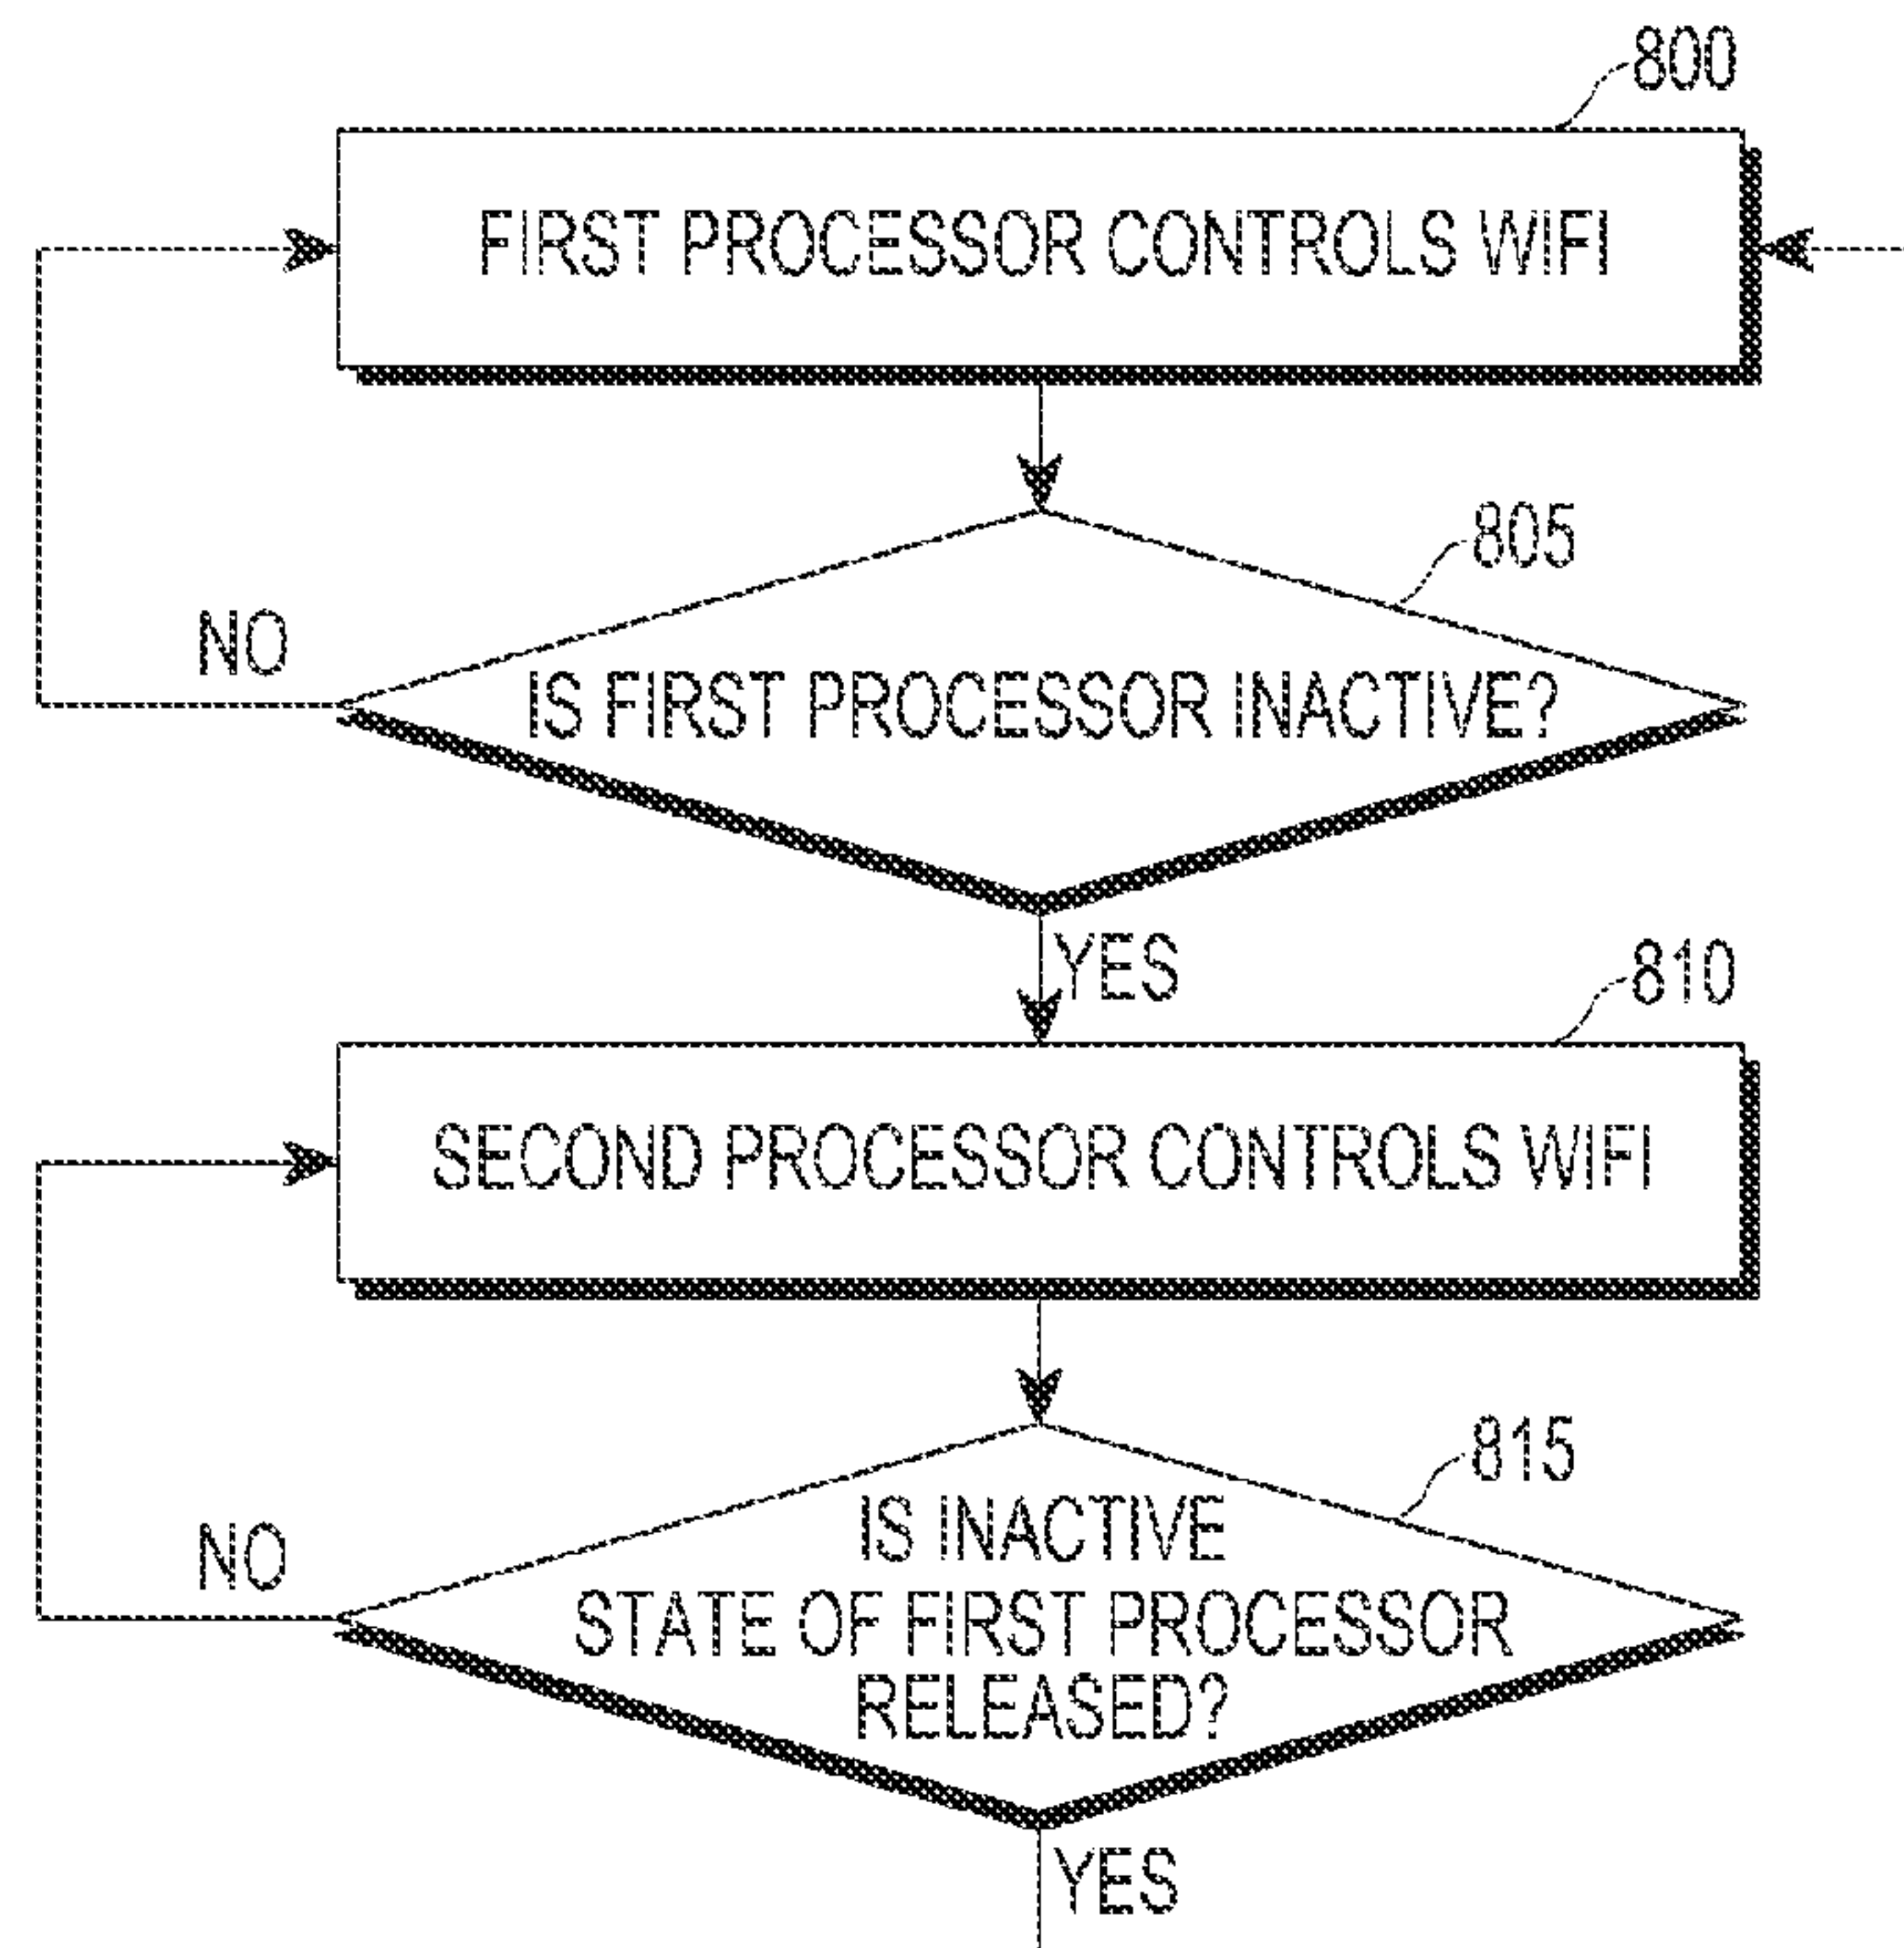 800
FIRST PROCESSOR CONTROLS WIFI
805
NO
IS FIRST PROCESSOR INACTIVE?
YES
810
SECOND PROCESSOR CONTROLS WIFI
815
NO
IS INACTIVE
STATE OF FIRST PROCESSOR
RELEASED?
YES